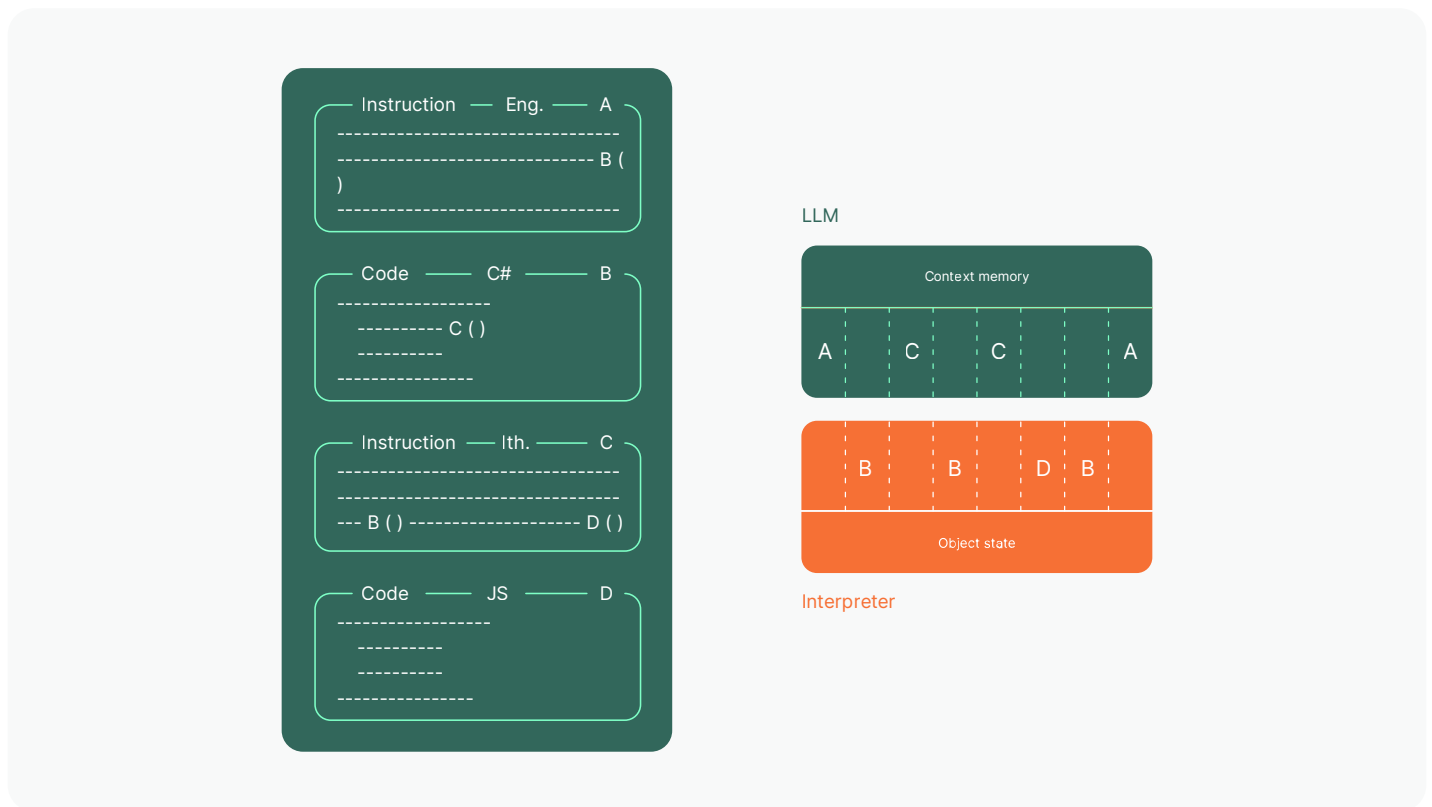 Instruction Eng. A
--------------------------------
----------------------------- B (
)
--------------------------------
Code C# B
------------------
---------- C ( )
----------
----------------
Instruction Ith. C
--------------------------------
--------------------------------
--- B ( ) -------------------- D ( )
Code JS D
------------------
----------
----------
----------------
LLM
Context memory
A C C A
B B D B
Object state
Interpreter